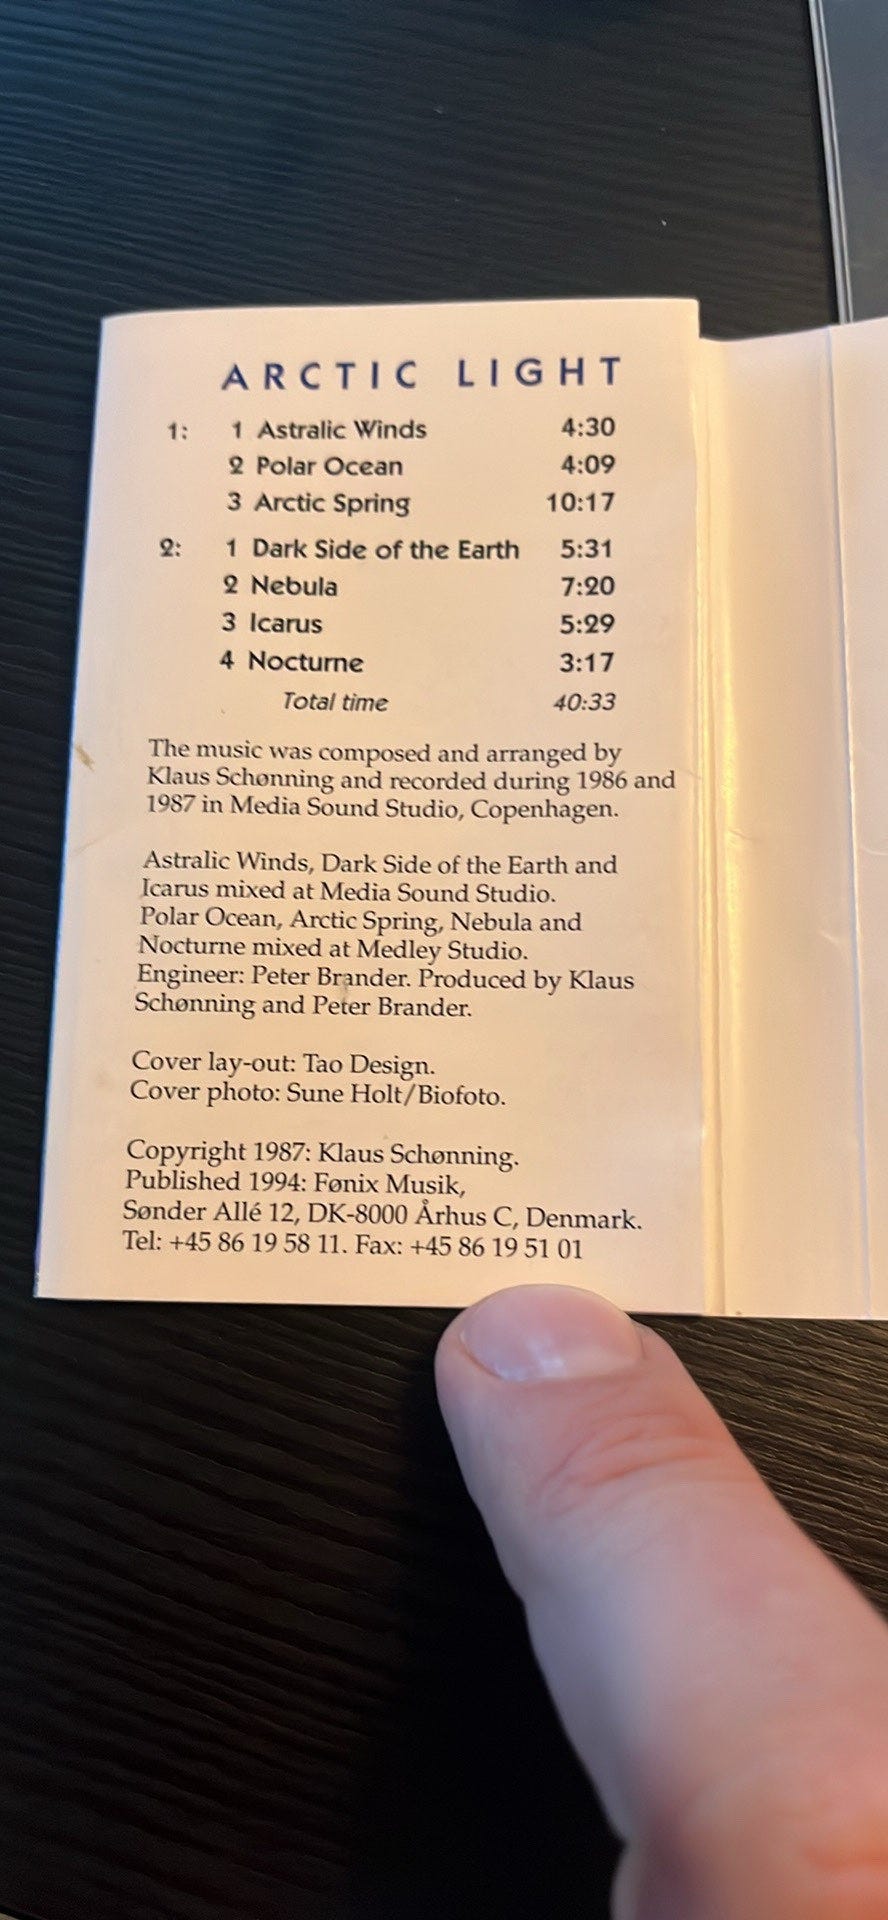 ARCTIC LIGHT
1: 1 Astralic Winds 4:30
2 Polar Ocean 4:09
3 Arctic Spring 10:17
2: 1 Dark Side of the Earth 5:31
2 Nebula 7:20
3 Icarus 5:29
4 Nocturne 3:17
Total time 40:33
The music was composed and arranged by
Klaus Schønning and recorded during 1986 and
1987 in Media Sound Studio, Copenhagen.
Astralic Winds, Dark Side of the Earth and
Icarus mixed at Media Sound Studio.
Polar Ocean, Arctic Spring, Nebula and
Nocturne mixed at Medley Studio.
Engineer: Peter Brander. Produced by Klaus
Schønning and Peter Brander.
Cover lay-out: Tao Design.
Cover photo: Sune Holt/Biofoto.
Copyright 1987: Klaus Schønning.
Published 1994: Fønix Musik,
Sønder Allé 12, DK-8000 Århus C, Denmark.
Tel: +45 86 19 58 11. Fax: +45 86 19 51 01